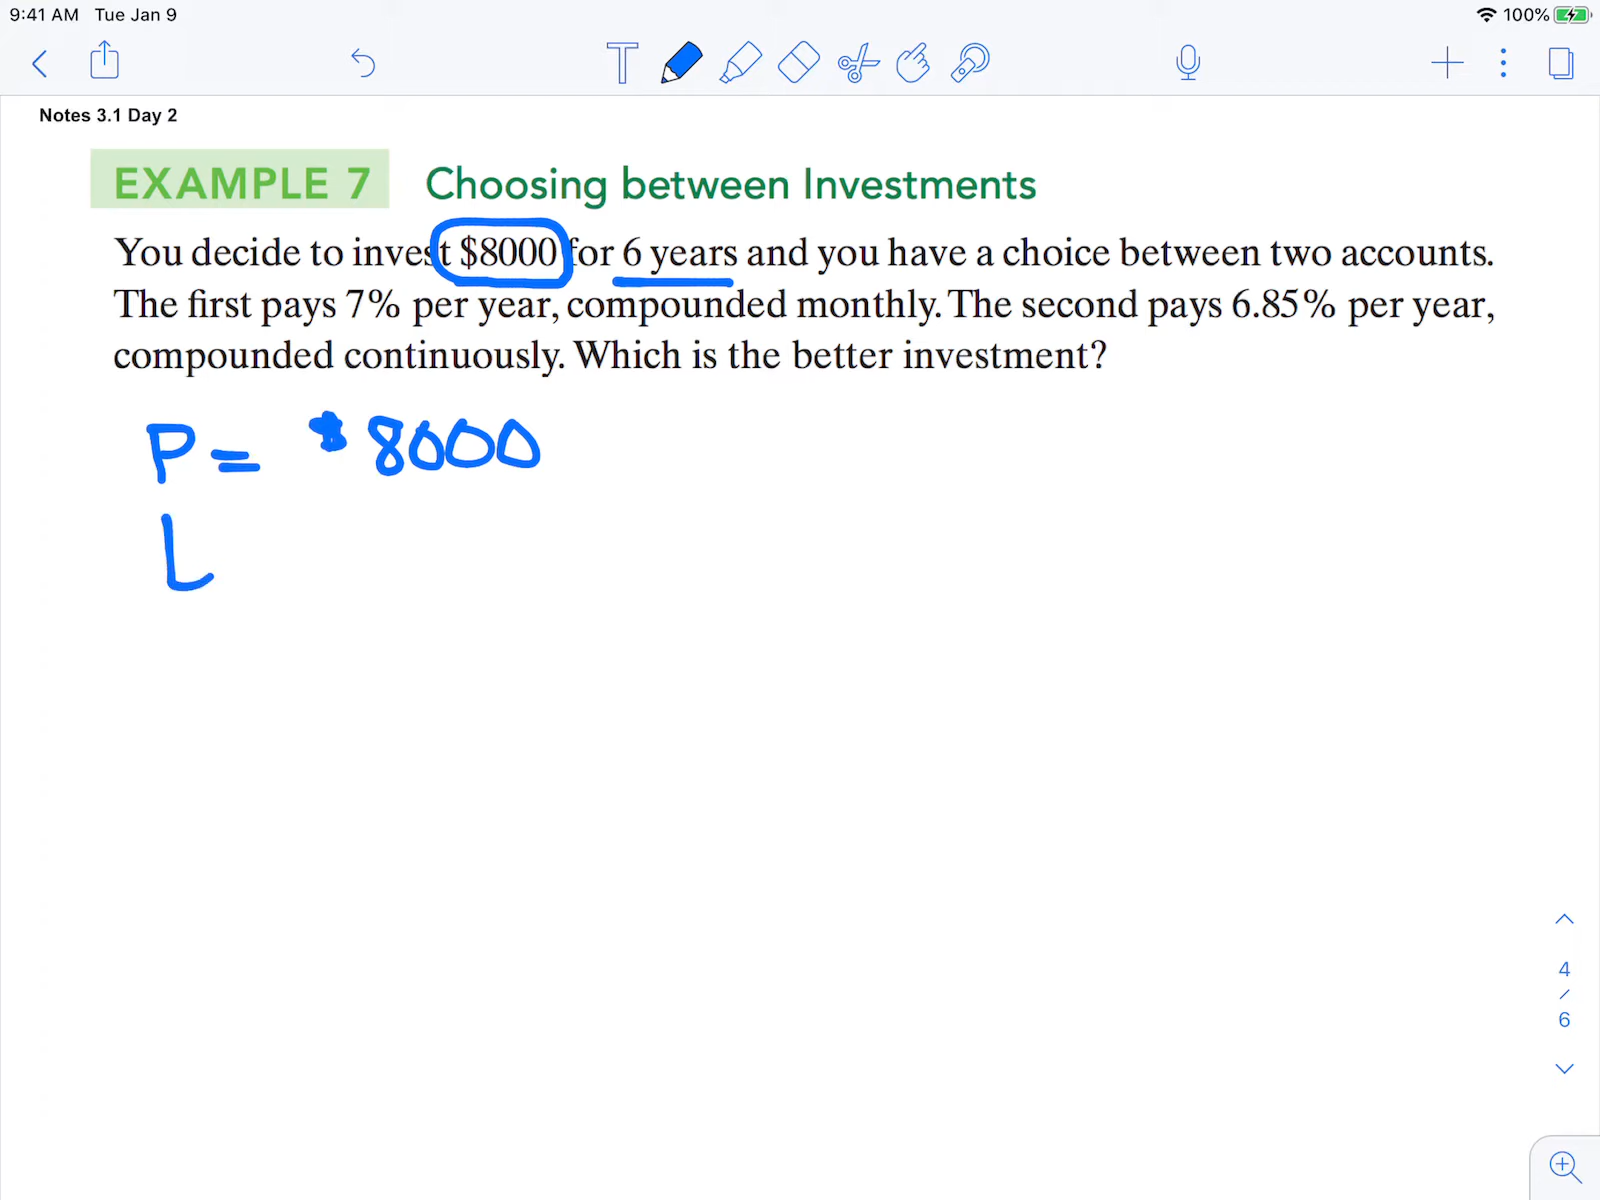 9:41 AM Tue Jan 9 100%
Notes 3.1 Day 2
EXAMPLE 7 Choosing between Investments
You decide to invest $8000 for 6 years and you have a choice between two accounts.
The first pays 7% per year, compounded monthly. The second pays 6.85% per year,
compounded continuously. Which is the better investment?
P = $8000
4
/
6